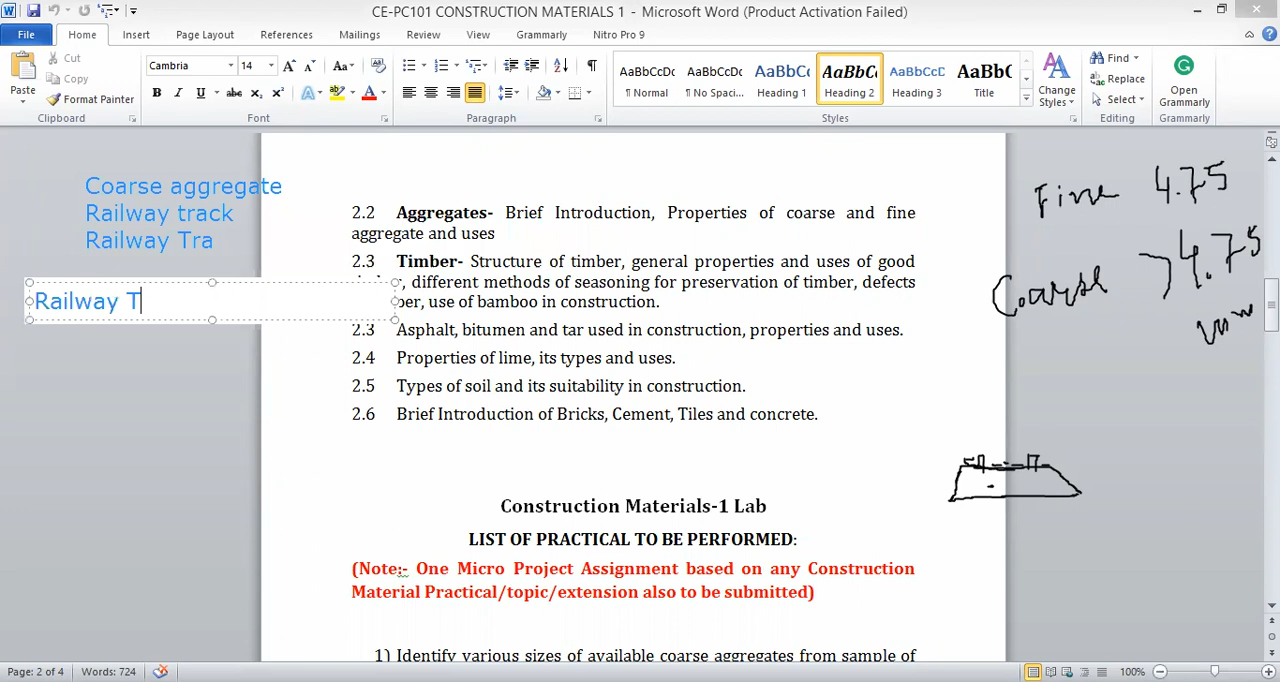 CE-PC101 CONSTRUCTION MATERIALS 1 - Microsoft Word (Product Activation Failed)
File Home Insert Page Layout References Mailings Review View Grammarly Nitro Pro 9
Paste
Cut
Copy
Format Painter
Clipboard
Cambria 14
Font
Paragraph
AaBbCcDc AaBbCcDc AaBbCc AaBbC AaBbCcD AaBb(
¶ Normal ¶ No Spaci... Heading 1 Heading 2 Heading 3 Title
Styles
Change Styles
Find
Replace
Select
Editing
Open Grammarly
Grammarly
Coarse aggregate
Railway track
Railway Tra
Railway T
2.2 Aggregates- Brief Introduction, Properties of coarse and fine
aggregate and uses
2.3 Timber- Structure of timber, general properties and uses of good
, different methods of seasoning for preservation of timber, defects
ber, use of bamboo in construction.
2.3 Asphalt, bitumen and tar used in construction, properties and uses.
2.4 Properties of lime, its types and uses.
2.5 Types of soil and its suitability in construction.
2.6 Brief Introduction of Bricks, Cement, Tiles and concrete.
Construction Materials-1 Lab
LIST OF PRACTICAL TO BE PERFORMED:
(Note:- One Micro Project Assignment based on any Construction
Material Practical/topic/extension also to be submitted)
1) Identify various sizes of available coarse aggregates from sample of
Fine 4.75
Coarse 4.75
mm
Page: 2 of 4 Words: 724 100%